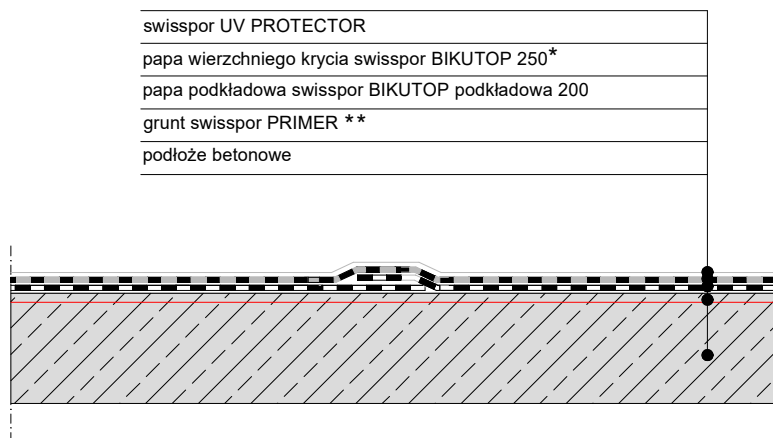 swisspor UV PROTECTOR
papa wierzchniego krycia swisspor BIKUTOP 250*
papa podkładowa swisspor BIKUTOP podkładowa 200
grunt swisspor PRIMER **
podłoże betonowe